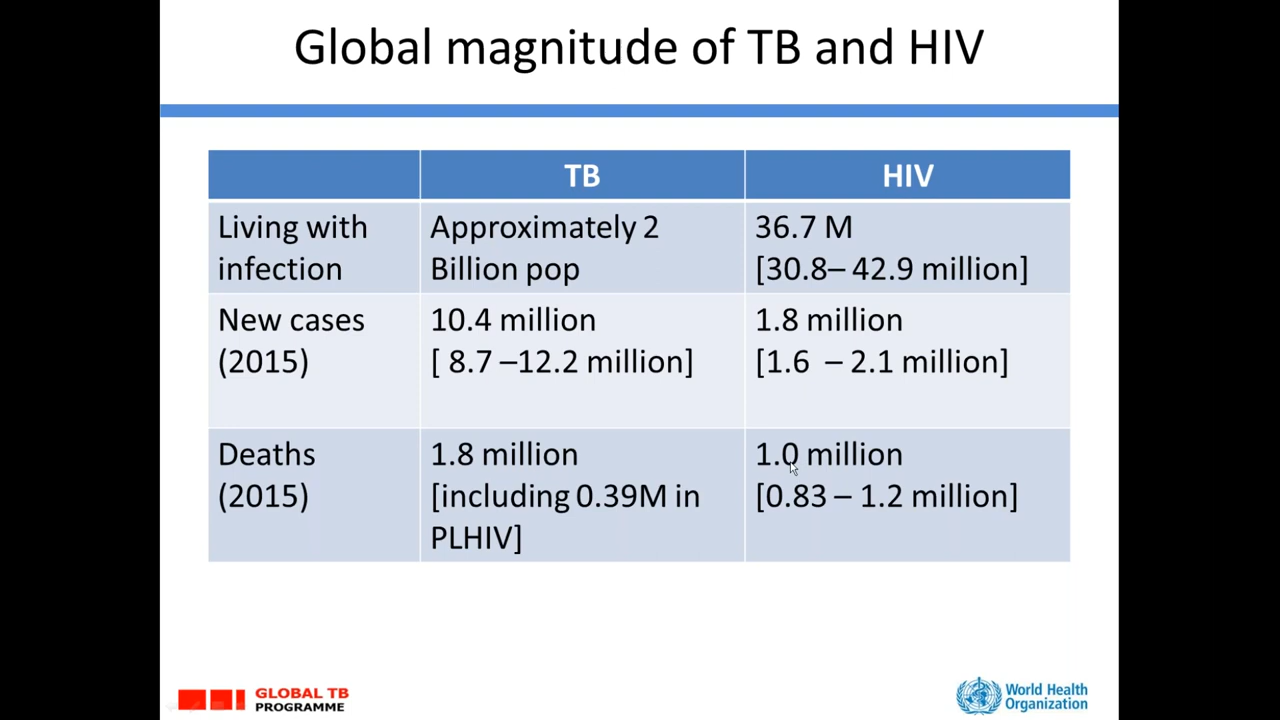 Global magnitude of TB and HIV
TB
HIV
Living with
infection
Approximately 2
Billion pop
36.7 M
[30.8– 42.9 million]
New cases
(2015)
10.4 million
[ 8.7 –12.2 million]
1.8 million
[1.6  – 2.1 million]
Deaths
(2015)
1.8 million
[including 0.39M in
PLHIV]
1.0 million
[0.83 – 1.2 million]
GLOBAL TB
PROGRAMME
World Health
Organization